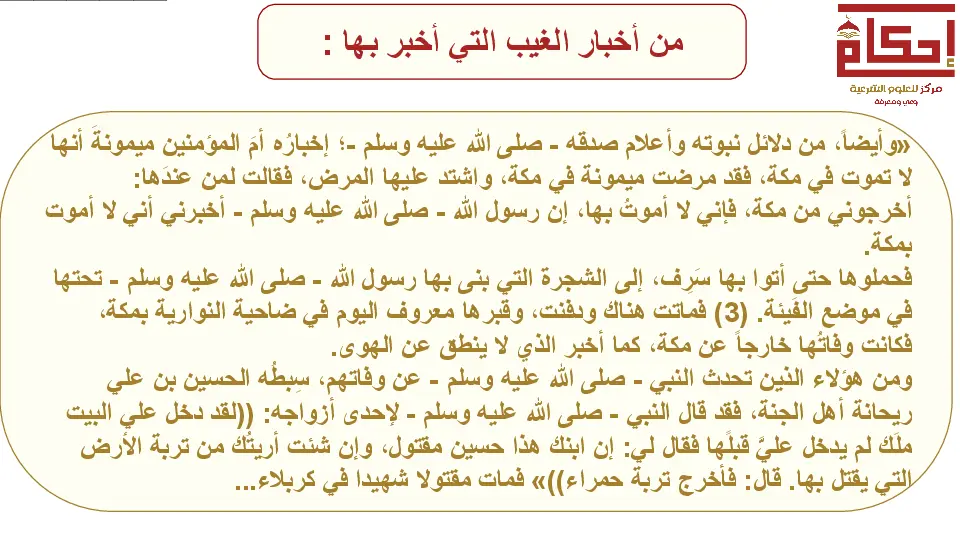 من أخبار الغيب التي أخبر بها :
إحكام
مركز للعلوم الشرعية
وعي ومعرفة
«وأيضاً، من دلائل نبوته وأعلام صدقه - صلى الله عليه وسلم -؛ إخبارُه أمَ المؤمنين ميمونةَ أنها
لا تموت في مكة، فقد مرضت ميمونة في مكة، واشتد عليها المرض، فقالت لمن عندَها:
أخرجوني من مكة، فإني لا أموتُ بها، إن رسول الله - صلى الله عليه وسلم - أخبرني أني لا أموت
بمكة.
فحملوها حتى أتوا بها سَرِف، إلى الشجرة التي بنى بها رسول الله - صلى الله عليه وسلم - تحتها
في موضع الفَيئة. (3) فماتت هناك ودفنت، وقبرها معروف اليوم في ضاحية النوارية بمكة،
فكانت وفاتُها خارجاً عن مكة، كما أخبر الذي لا ينطق عن الهوى.
ومن هؤلاء الذين تحدث النبي - صلى الله عليه وسلم - عن وفاتهم، سِبطُه الحسين بن علي
ريحانة أهل الجنة، فقد قال النبي - صلى الله عليه وسلم - لإحدى أزواجه: ((لقد دخل علي البيت
ملَك لم يدخل عليَّ قبلَها فقال لي: إن ابنك هذا حسين مقتول، وإن شئت أريتُك من تربة الأرض
التي يقتل بها. قال: فأخرج تربة حمراء))» فمات مقتولا شهيدا في كربلاء...